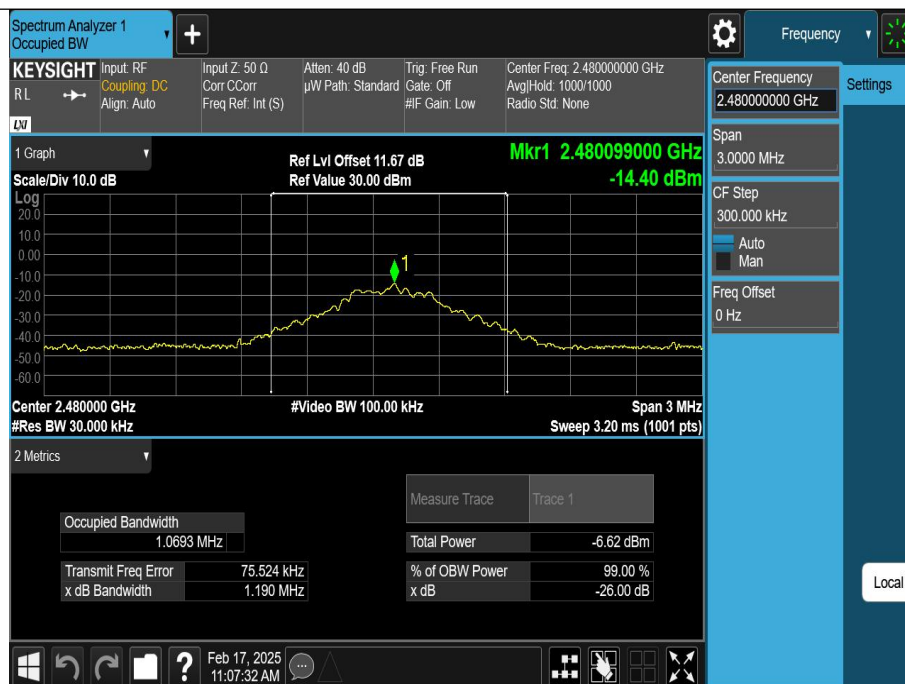 Spectrum Analyzer 1
Occupied BW
Frequency
KEYSIGHT
RL
LXI
Input: RF
Coupling: DC
Align: Auto
Input Z: 50 Ω
Corr CCorr
Freq Ref: Int (S)
Atten: 40 dB
µW Path: Standard
Trig: Free Run
Gate: Off
#IF Gain: Low
Center Freq: 2.480000000 GHz
Avg|Hold: 1000/1000
Radio Std: None
Center Frequency
2.480000000 GHz
Settings
Span
3.0000 MHz
CF Step
300.000 kHz
Auto
Man
Freq Offset
0 Hz
Local
1 Graph
Scale/Div 10.0 dB
Ref Lvl Offset 11.67 dB
Ref Value 30.00 dBm
Mkr1 2.480099000 GHz
-14.40 dBm
Log
20.0
10.0
0.00
-10.0
-20.0
-30.0
-40.0
-50.0
-60.0
1
Center 2.480000 GHz
#Res BW 30.000 kHz
#Video BW 100.00 kHz
Span 3 MHz
Sweep 3.20 ms (1001 pts)
2 Metrics
Measure Trace Trace 1
Occupied Bandwidth
1.0693 MHz
Total Power -6.62 dBm
Transmit Freq Error 75.524 kHz
% of OBW Power 99.00 %
x dB Bandwidth 1.190 MHz
x dB -26.00 dB
Feb 17, 2025
11:07:32 AM